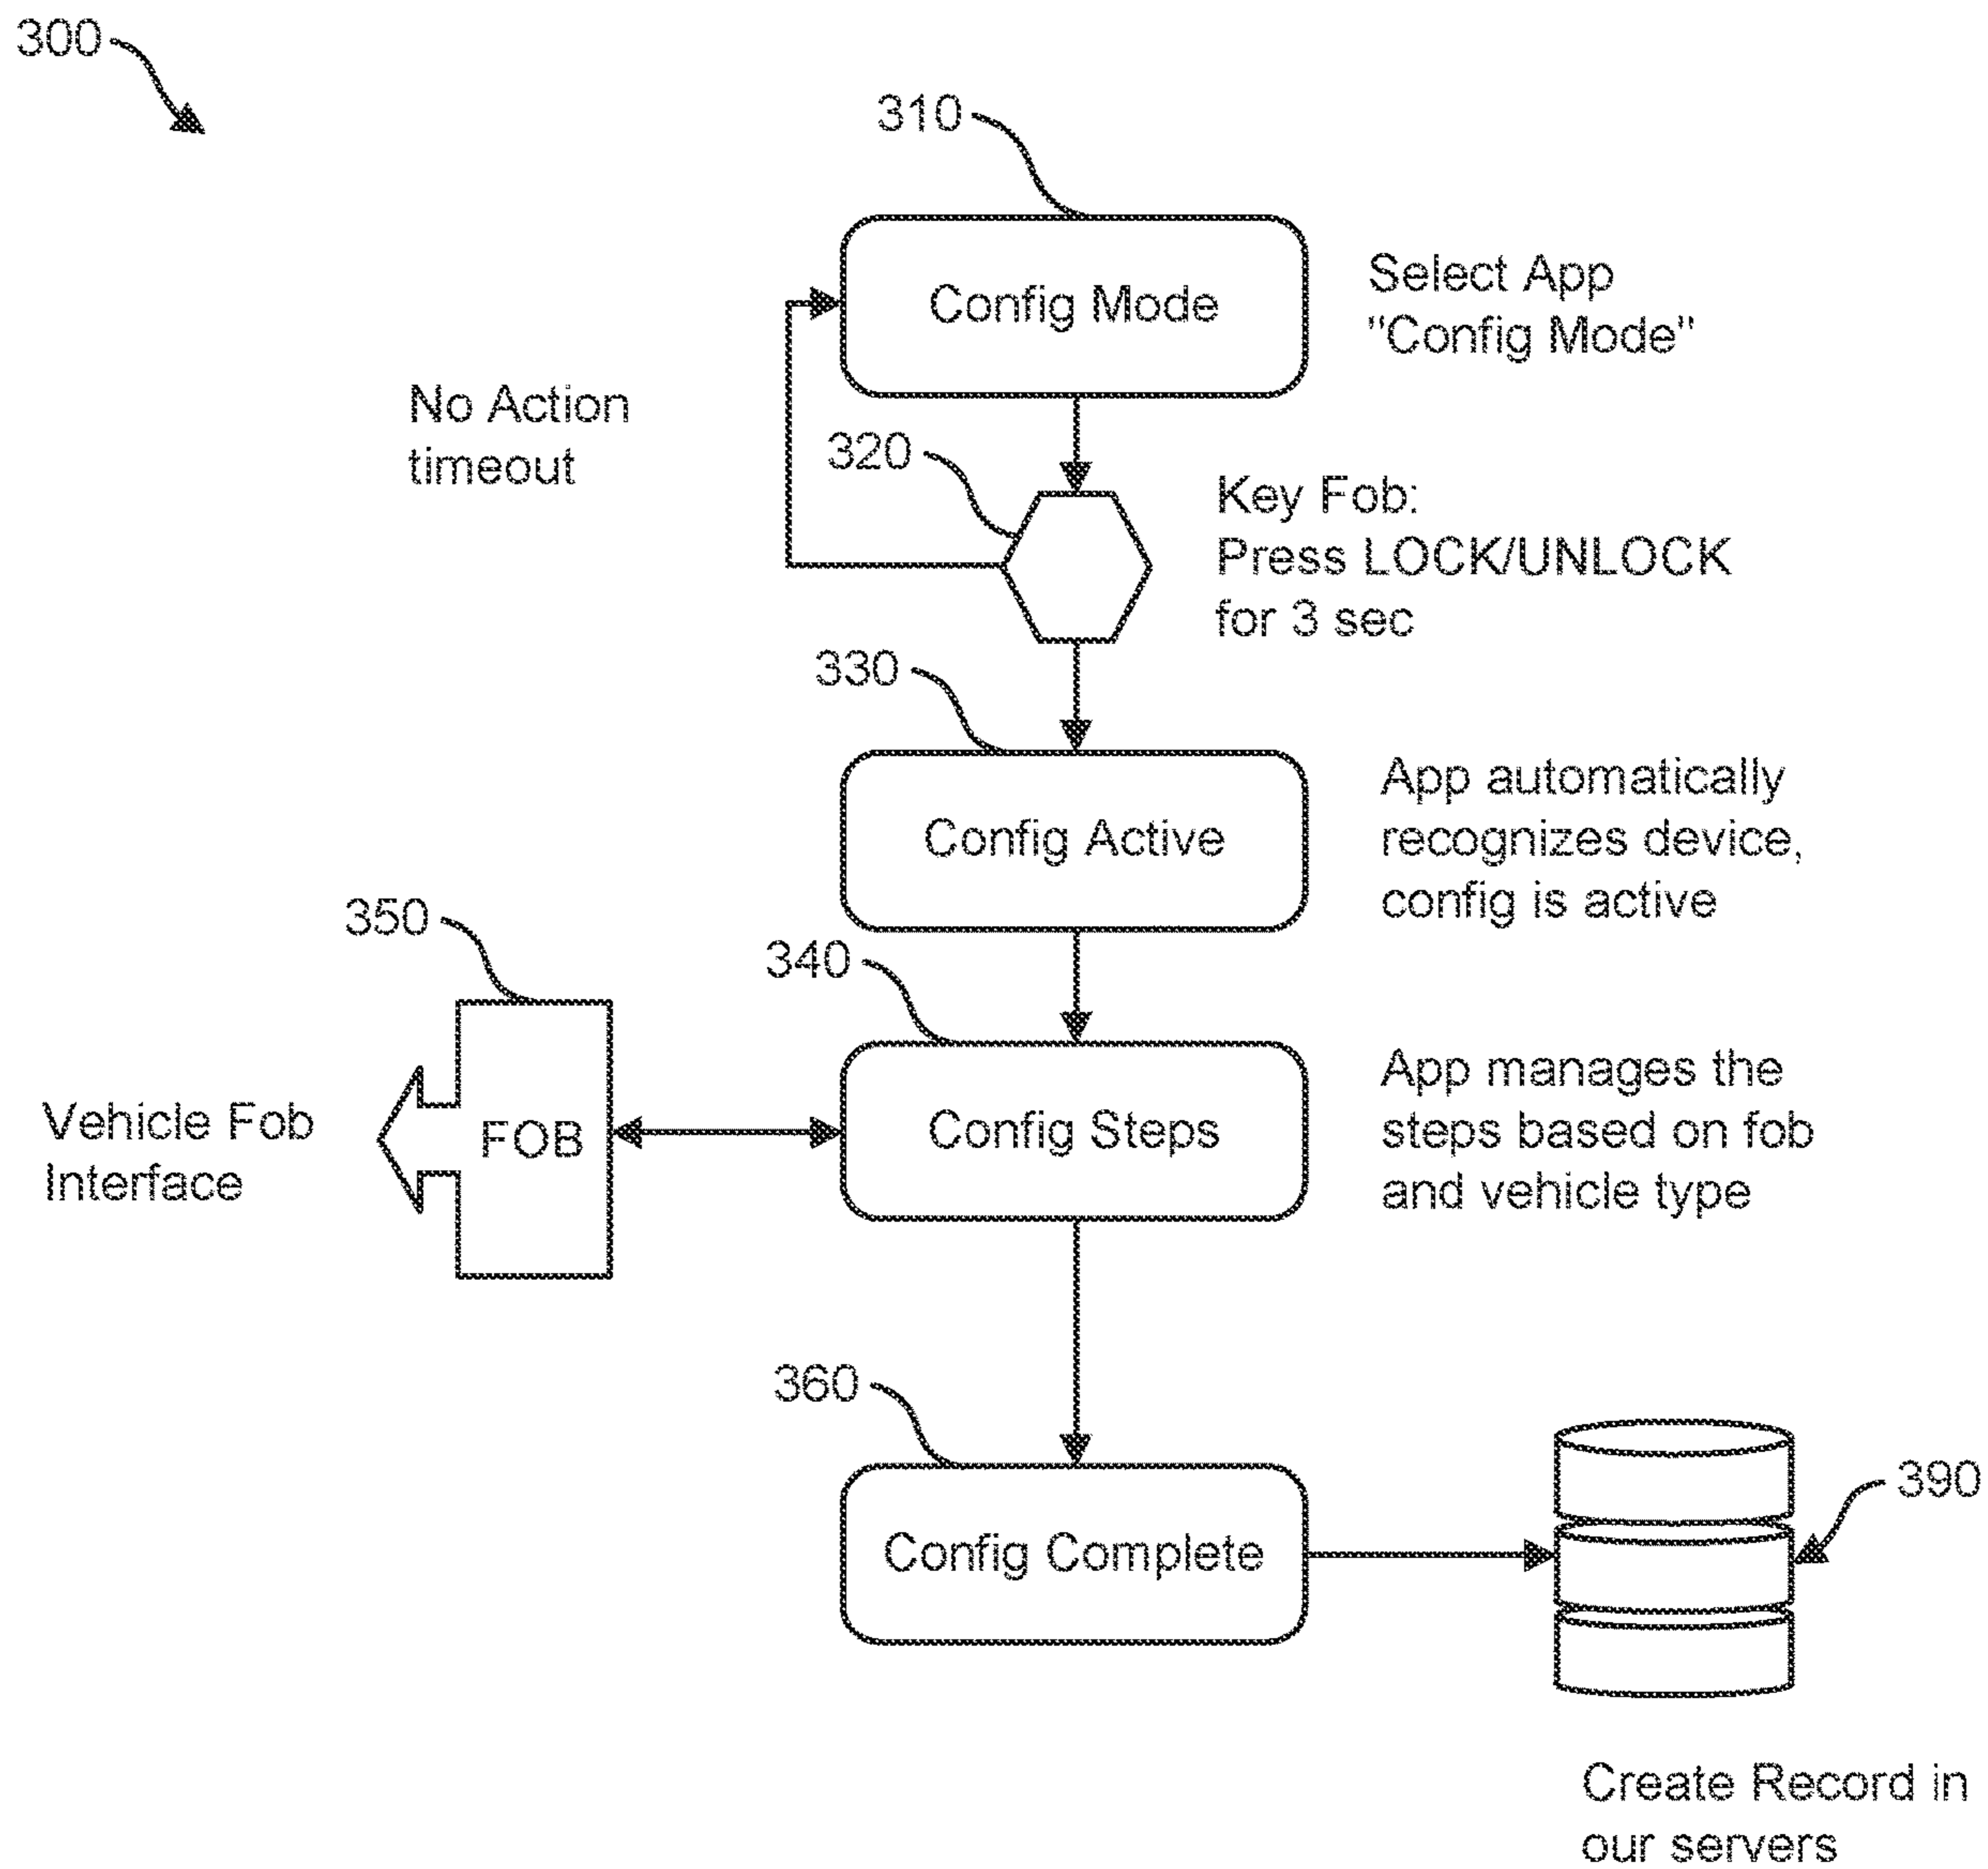 300
310
Config Mode
Select App
"Config Mode"
No Action
timeout
320
Key Fob:
Press LOCK/UNLOCK
for 3 sec
330
Config Active
App automatically
recognizes device,
config is active
350
340
Vehicle Fob
Interface
FOB
Config Steps
App manages the
steps based on fob
and vehicle type
360
Config Complete
390
Create Record in
our servers